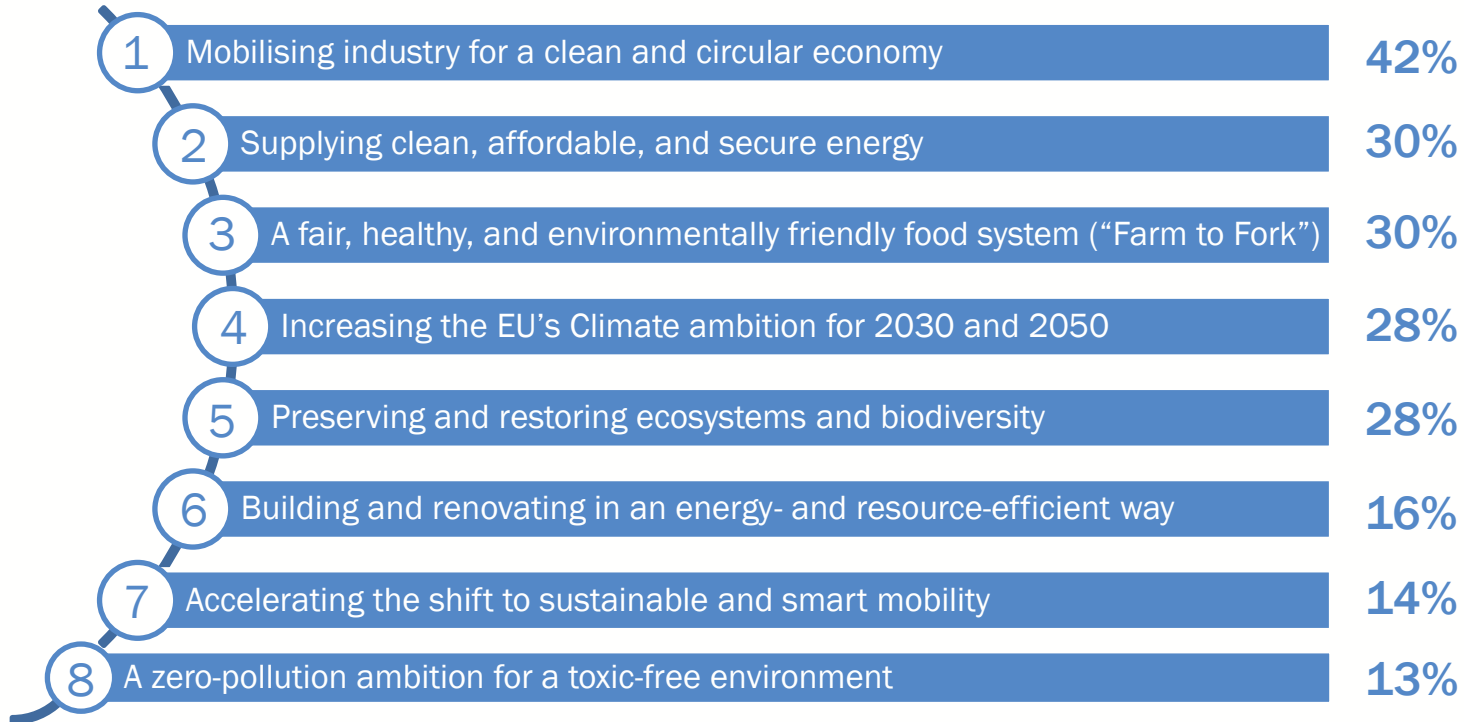 1 Mobilising industry for a clean and circular economy 42%
2 Supplying clean, affordable, and secure energy 30%
3 A fair, healthy, and environmentally friendly food system (“Farm to Fork”) 30%
4 Increasing the EU’s Climate ambition for 2030 and 2050 28%
5 Preserving and restoring ecosystems and biodiversity 28%
6 Building and renovating in an energy- and resource-efficient way 16%
7 Accelerating the shift to sustainable and smart mobility 14%
8 A zero-pollution ambition for a toxic-free environment 13%